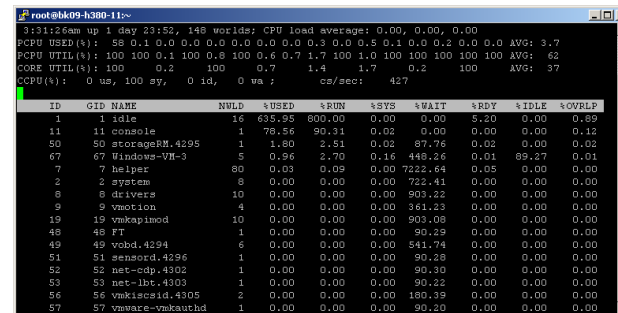 root@bk09-h380-11:~
3:31:26am up 1 day 23:52, 148 worlds; CPU load average: 0.00, 0.00, 0.00
PCPU USED(%): 58 0.1 0.0 0.0 0.0 0.0 0.0 0.0 0.3 0.0 0.5 0.1 0.0 0.2 0.0 0.0 AVG: 3.7
PCPU UTIL(%): 100 100 0.1 100 0.8 100 0.6 0.7 1.7 100 1.0 100 100 100 100 100 AVG: 62
CORE UTIL(%): 100 0.2 100 0.7 1.4 1.7 0.2 100 AVG: 37
CCPU(%): 0 us, 100 sy, 0 id, 0 wa ; cs/sec: 427
ID GID NAME NWLD %USED %RUN %SYS %WAIT %RDY %IDLE %OVRLP
1 1 idle 16 635.95 800.00 0.00 0.00 5.20 0.00 0.89
11 11 console 1 78.56 90.31 0.02 0.00 0.00 0.00 0.12
50 50 storageRM.4295 1 1.80 2.51 0.02 87.76 0.02 0.00 0.02
67 67 Windows-VM-3 5 0.96 2.70 0.16 448.26 0.01 89.27 0.01
7 7 helper 80 0.03 0.09 0.00 7222.64 0.05 0.00 0.00
2 2 system 8 0.00 0.00 0.00 722.41 0.00 0.00 0.00
8 8 drivers 10 0.00 0.00 0.00 903.22 0.00 0.00 0.00
9 9 vmotion 4 0.00 0.00 0.00 361.23 0.00 0.00 0.00
19 19 vmkapimod 10 0.00 0.00 0.00 903.08 0.00 0.00 0.00
48 48 FT 1 0.00 0.00 0.00 90.29 0.00 0.00 0.00
49 49 vobd.4294 6 0.00 0.00 0.00 541.74 0.00 0.00 0.00
51 51 sensord.4296 1 0.00 0.00 0.00 90.28 0.00 0.00 0.00
52 52 net-cdp.4302 1 0.00 0.00 0.00 90.30 0.00 0.00 0.00
53 53 net-lbt.4303 1 0.00 0.00 0.00 90.22 0.00 0.00 0.00
56 56 vmkiscsid.4305 2 0.00 0.00 0.00 180.39 0.00 0.00 0.00
57 57 vmware-vmkauthd 1 0.00 0.00 0.00 90.20 0.00 0.00 0.00